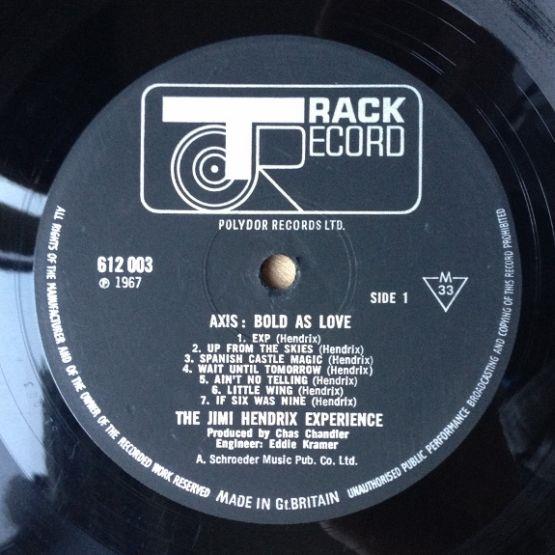 TRACK
RECORD
POLYDOR RECORDS LTD.
612 003
℗ 1967
SIDE 1
M
33
AXIS : BOLD AS LOVE
1. EXP (Hendrix)
2. UP FROM THE SKIES (Hendrix)
3. SPANISH CASTLE MAGIC (Hendrix)
4. WAIT UNTIL TOMORROW (Hendrix)
5. AIN'T NO TELLING (Hendrix)
6. LITTLE WING (Hendrix)
7. IF SIX WAS NINE (Hendrix)
THE JIMI HENDRIX EXPERIENCE
Produced by Chas Chandler
Engineer: Eddie Kramer
A. Schroeder Music Pub. Co. Ltd.
ALL RIGHTS OF THE MANUFACTURER AND OF THE OWNER OF THE RECORDED WORK RESERVED
MADE IN Gt.BRITAIN
UNAUTHORISED PUBLIC PERFORMANCE BROADCASTING AND COPYING OF THIS RECORD PROHIBITED